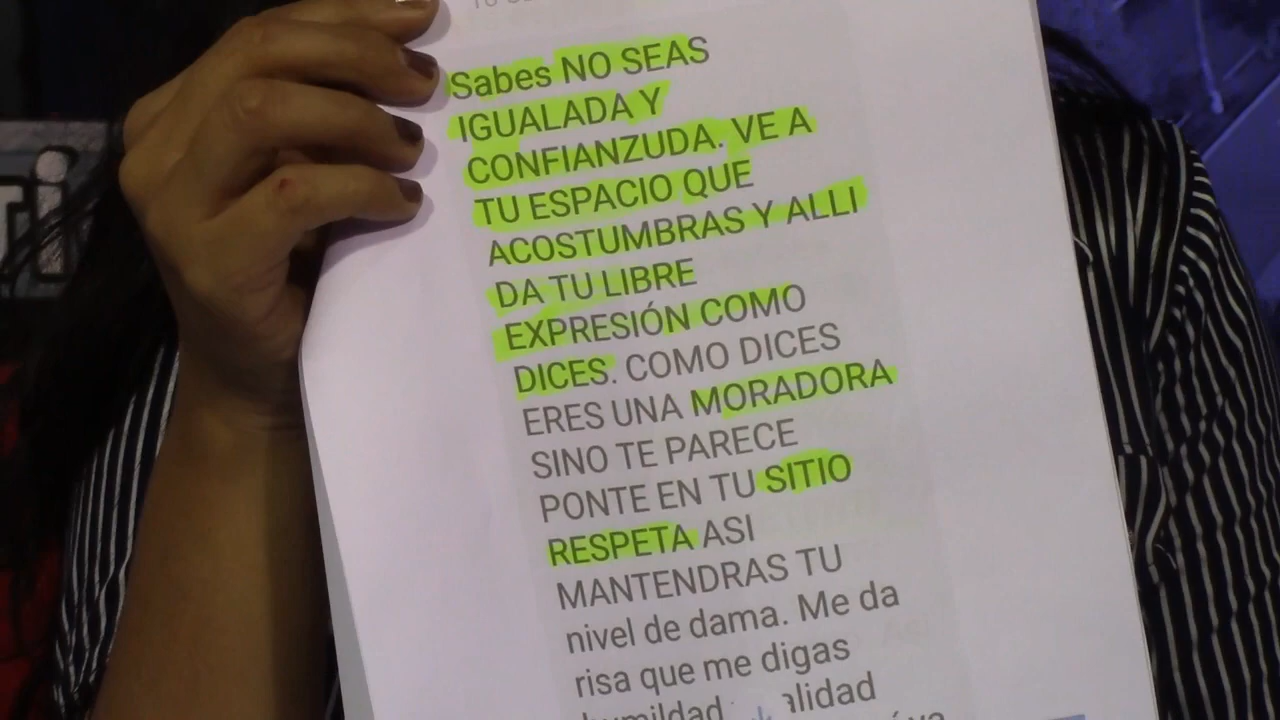 Sabes NO SEAS
IGUALADA Y
CONFIANZUDA. VE A
TU ESPACIO QUE
ACOSTUMBRAS Y ALLI
DA TU LIBRE
EXPRESIÓN COMO
DICES. COMO DICES
ERES UNA MORADORA
SINO TE PARECE
PONTE EN TU SITIO
RESPETA ASI
MANTENDRAS TU
nivel de dama. Me da
risa que me digas